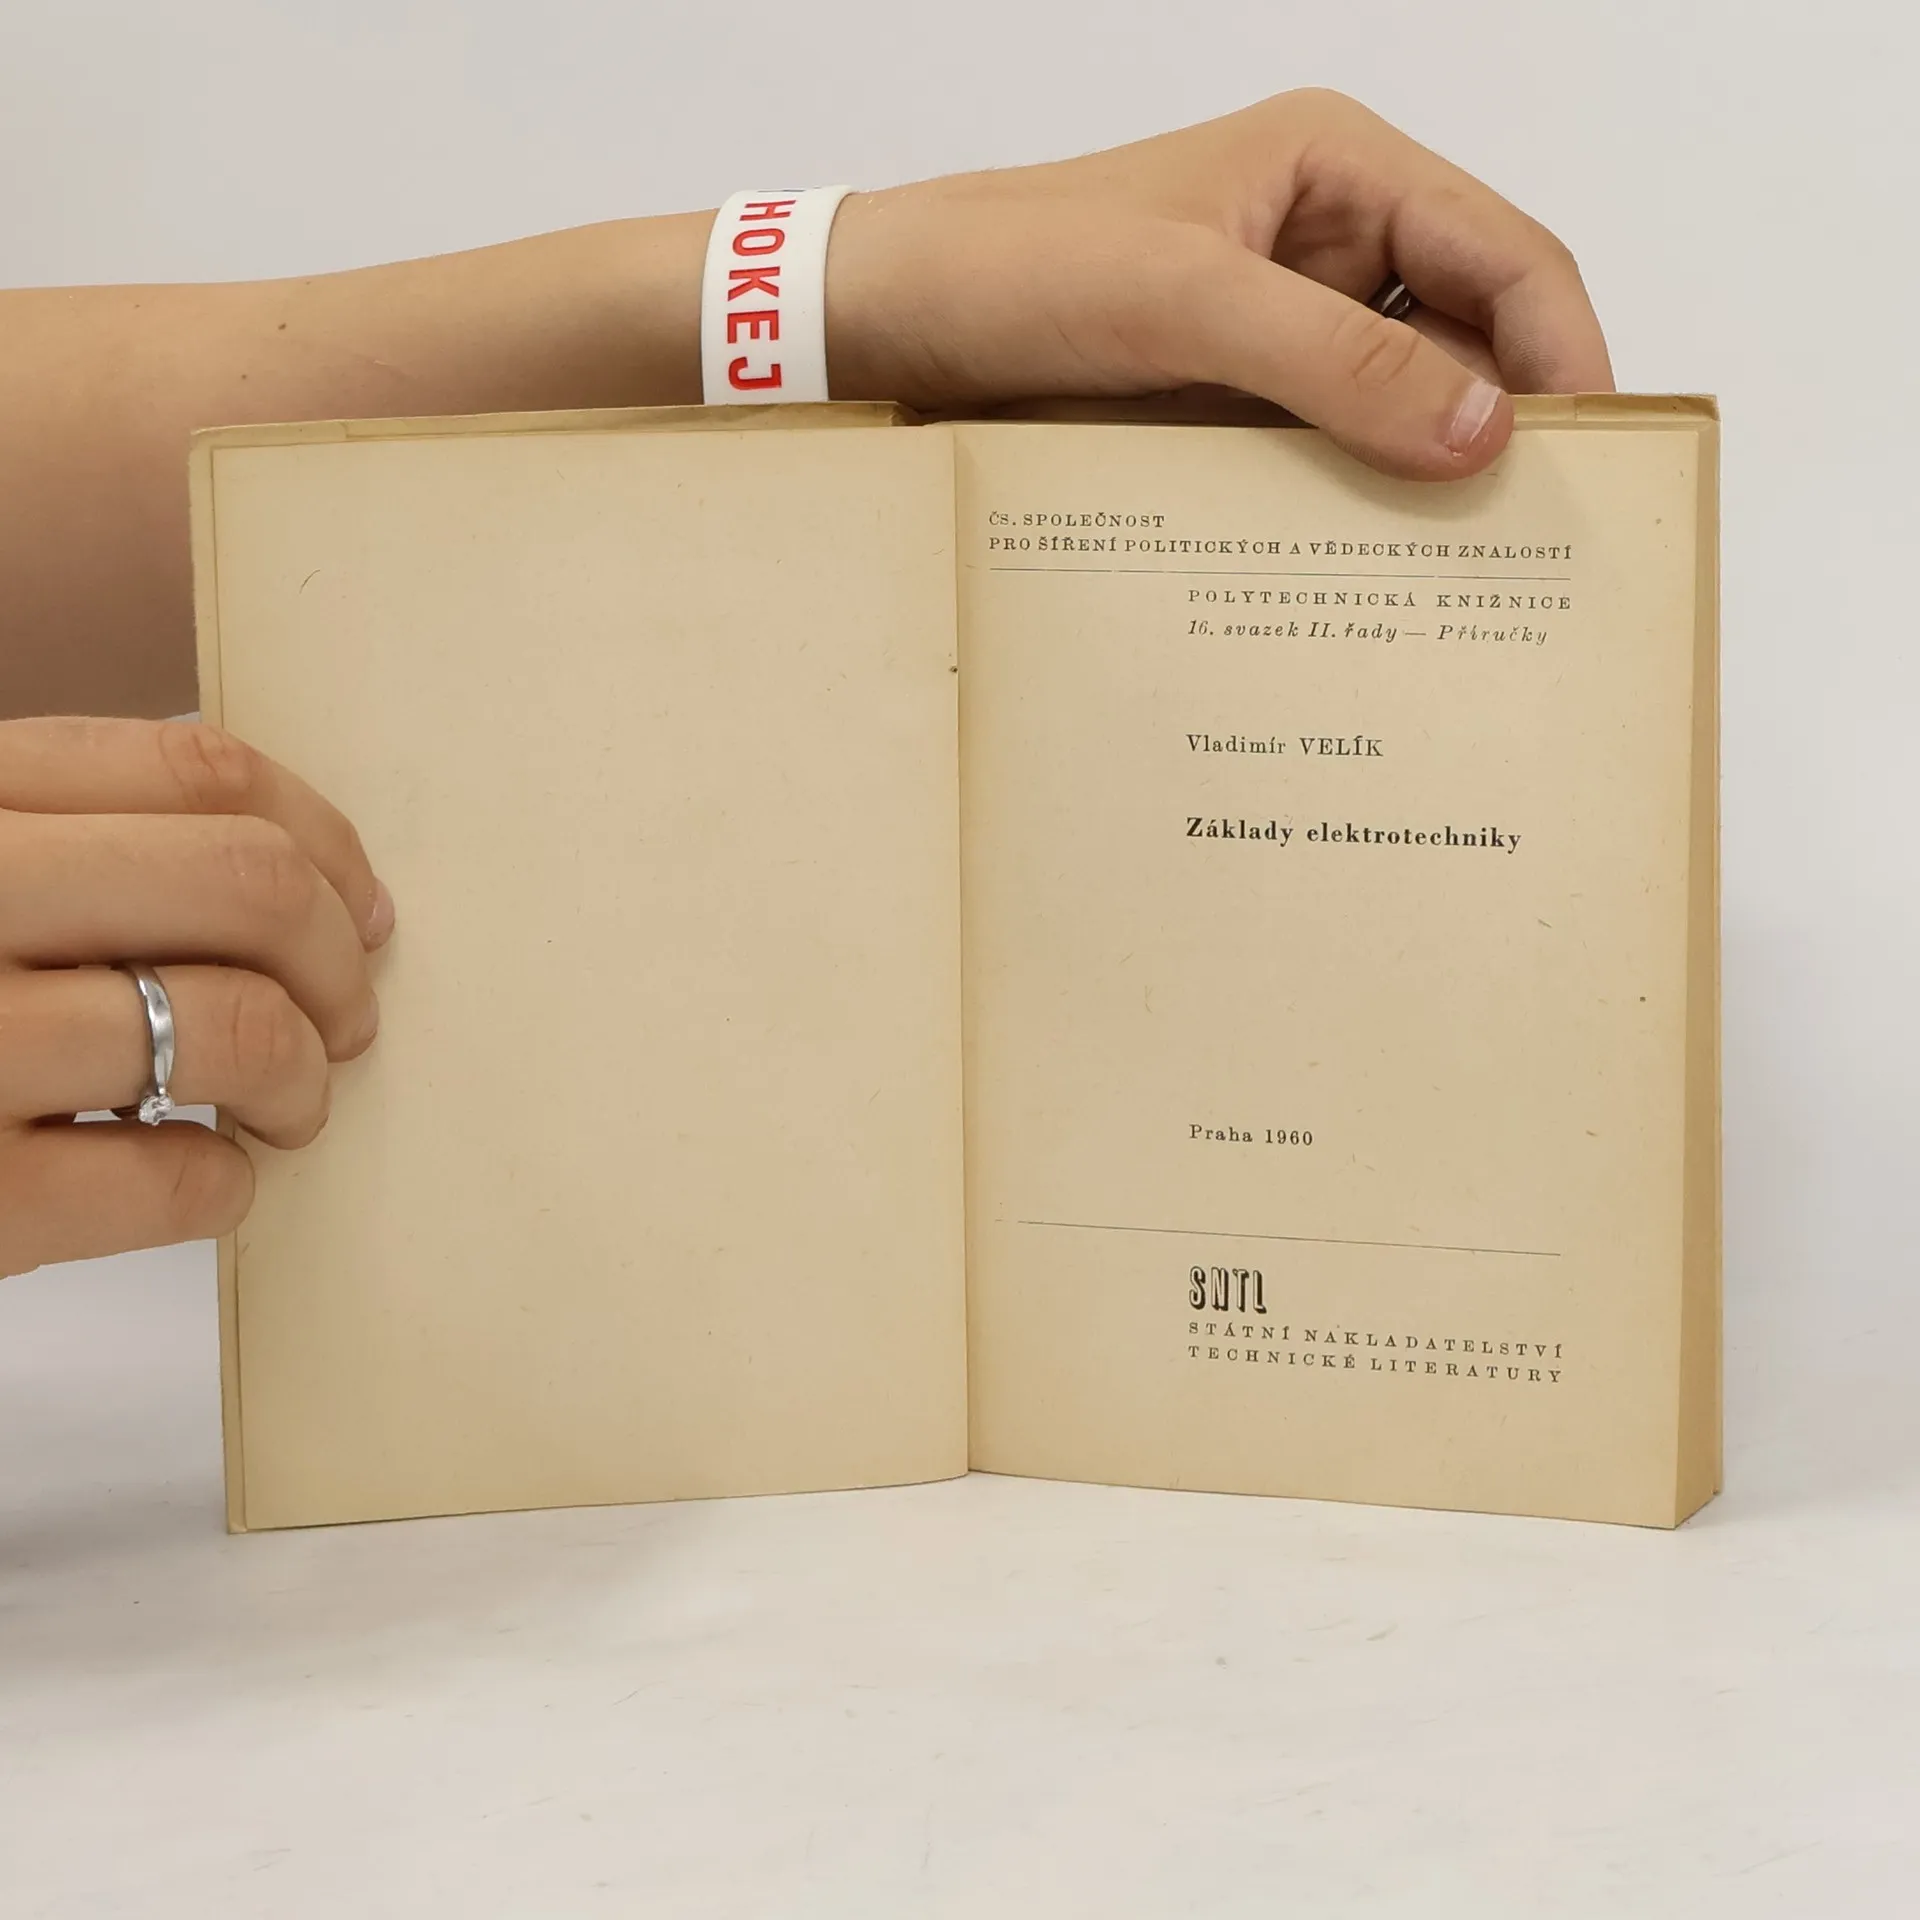 HOKEJ
ČS. SPOLEČNOST
PRO ŠÍŘENÍ POLITICKÝCH A VĚDECKÝCH ZNALOSTÍ
POLYTECHNICKÁ KNIŽNICE
16. svazek II. řady — Příručky
Vladimír VELÍK
Základy elektrotechniky
Praha 1960
SNTL
STÁTNÍ NAKLADATELSTVÍ
TECHNICKÉ LITERATURY